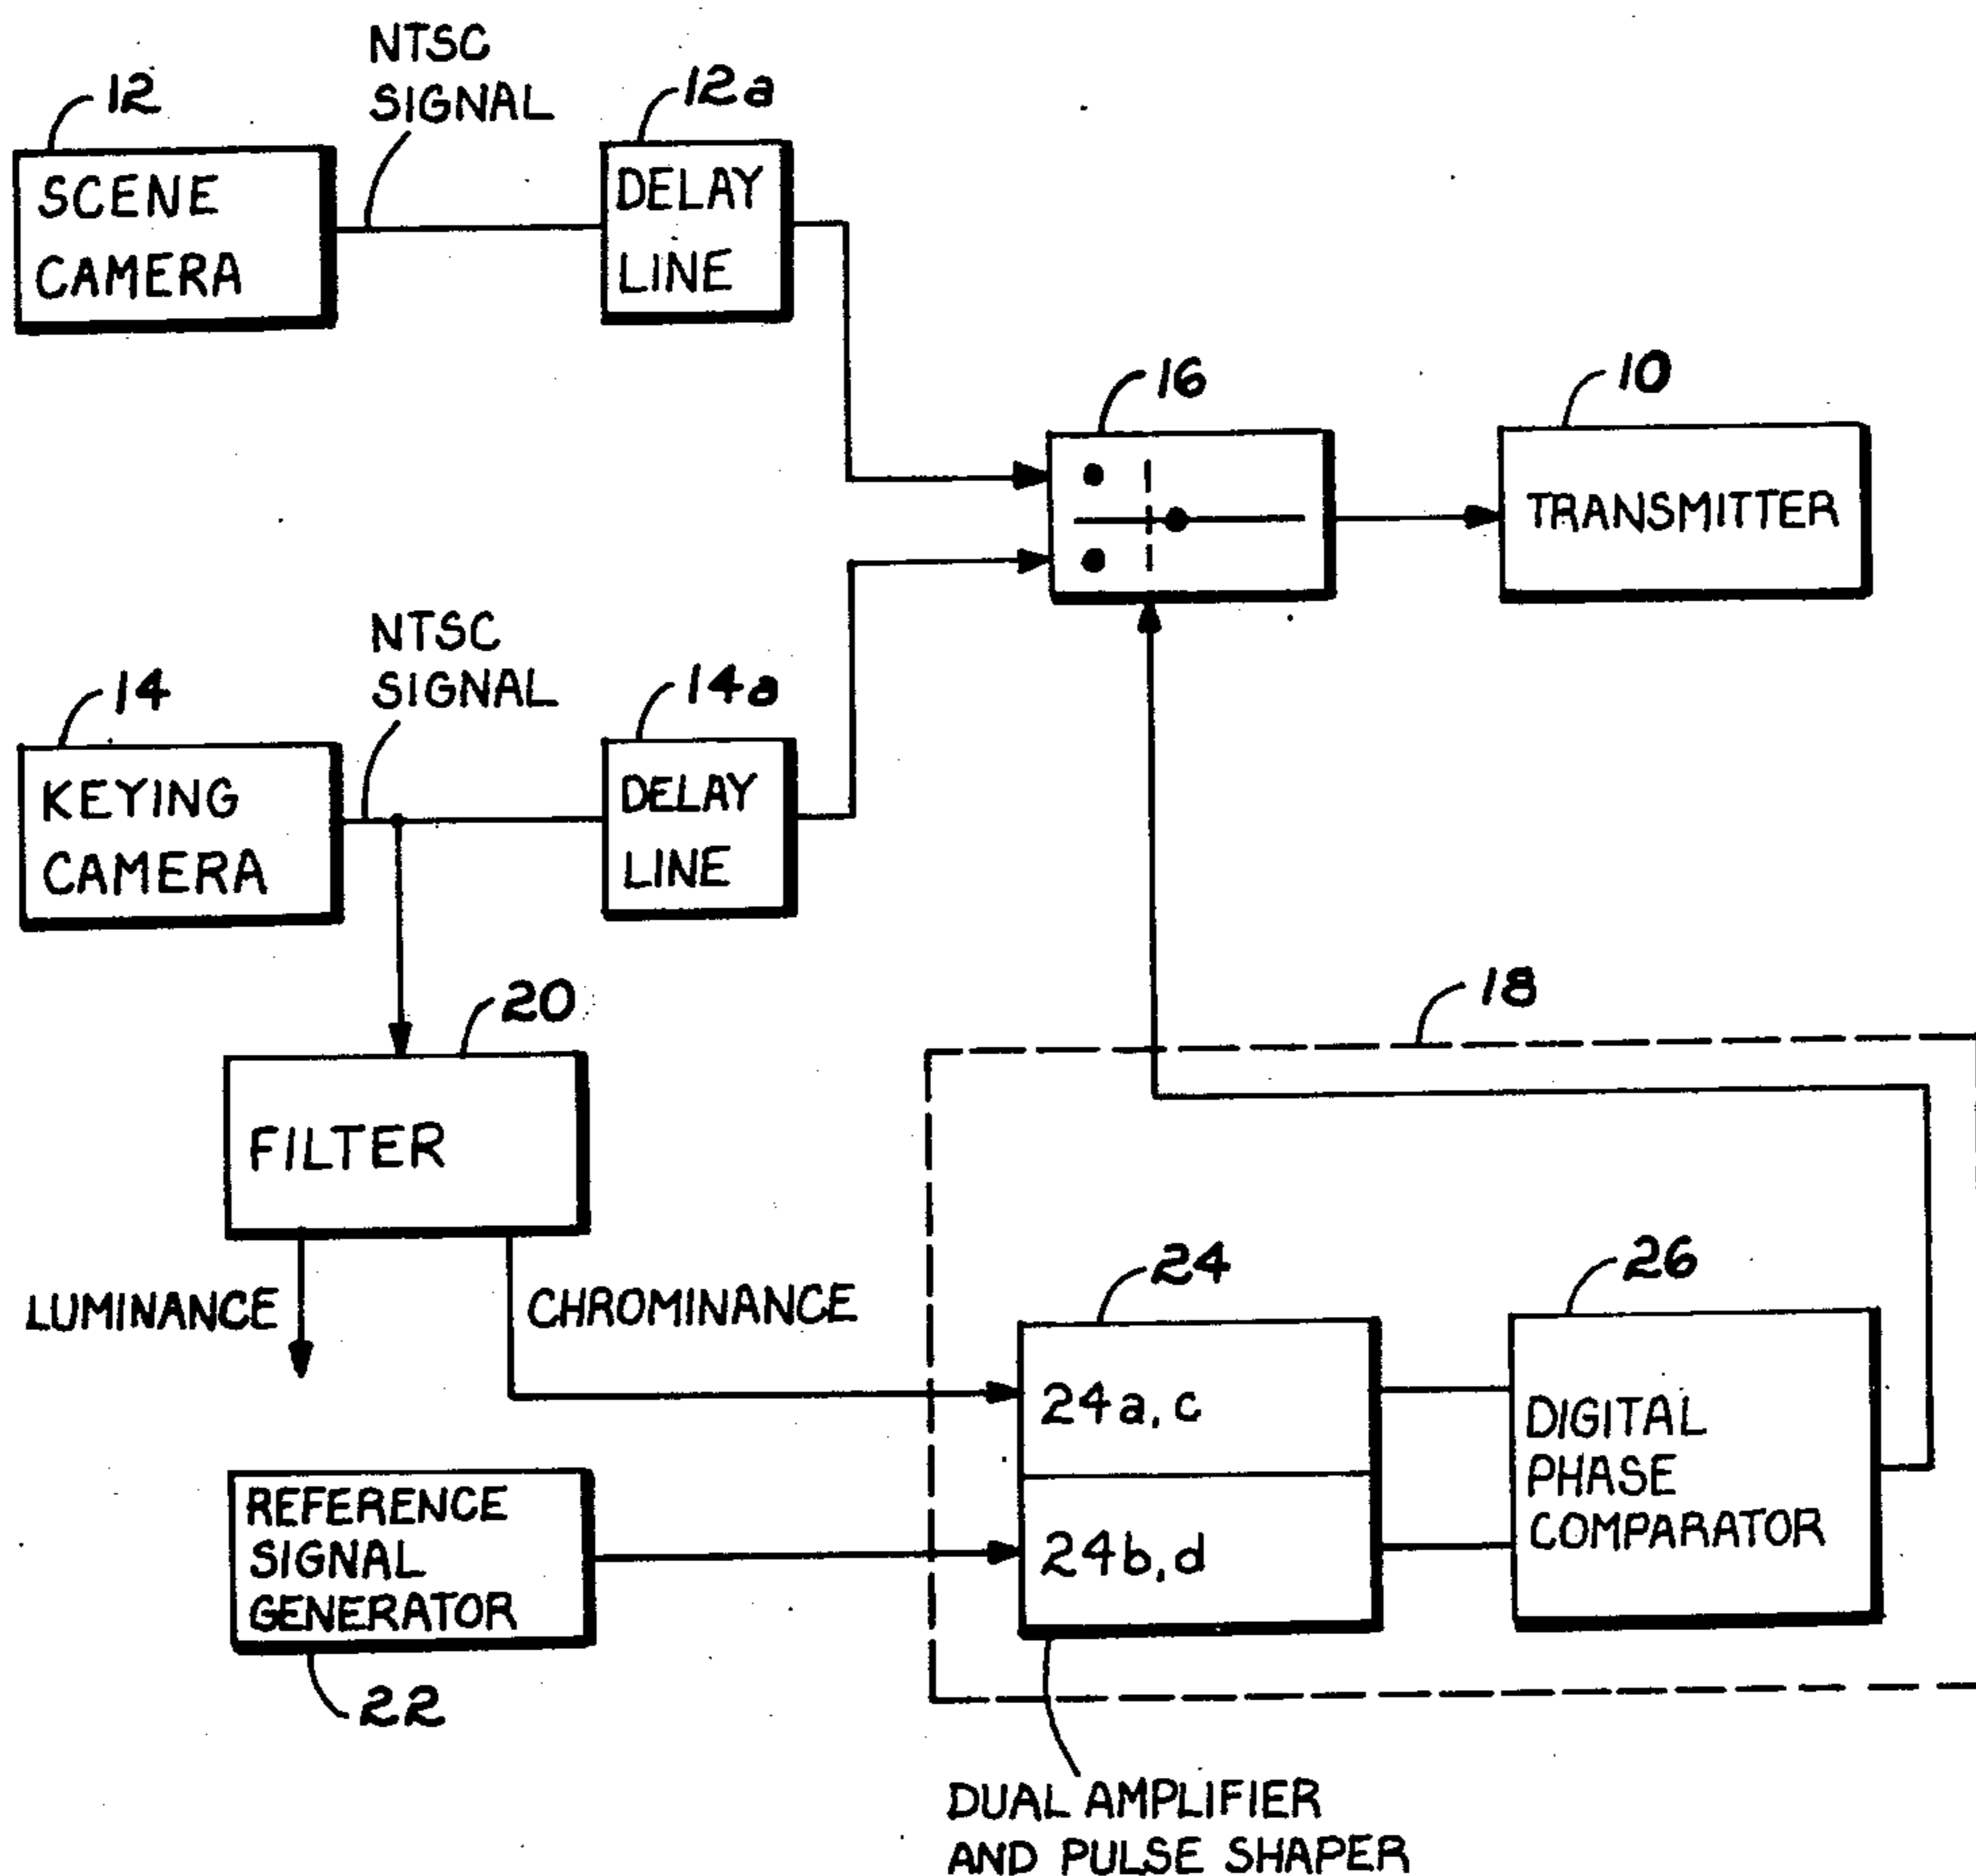 12
NTSC
SIGNAL
12a
SCENE
CAMERA
DELAY
LINE
16
10
TRANSMITTER
14
NTSC
SIGNAL
14a
KEYING
CAMERA
DELAY
LINE
20
18
FILTER
LUMINANCE
CHROMINANCE
24
26
24a,c
24b,d
DIGITAL
PHASE
COMPARATOR
REFERENCE
SIGNAL
GENERATOR
22
DUAL AMPLIFIER
AND PULSE SHAPER